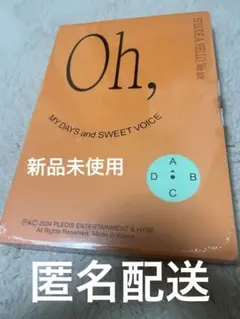 Oh,
MY DAYS and SWEET VOICE
新品未使用
A
D B
C
℗&© 2024 PLEDIS ENTERTAINMENT & HYBE.
All Rights Reserved. Made in Korea
匿名配送